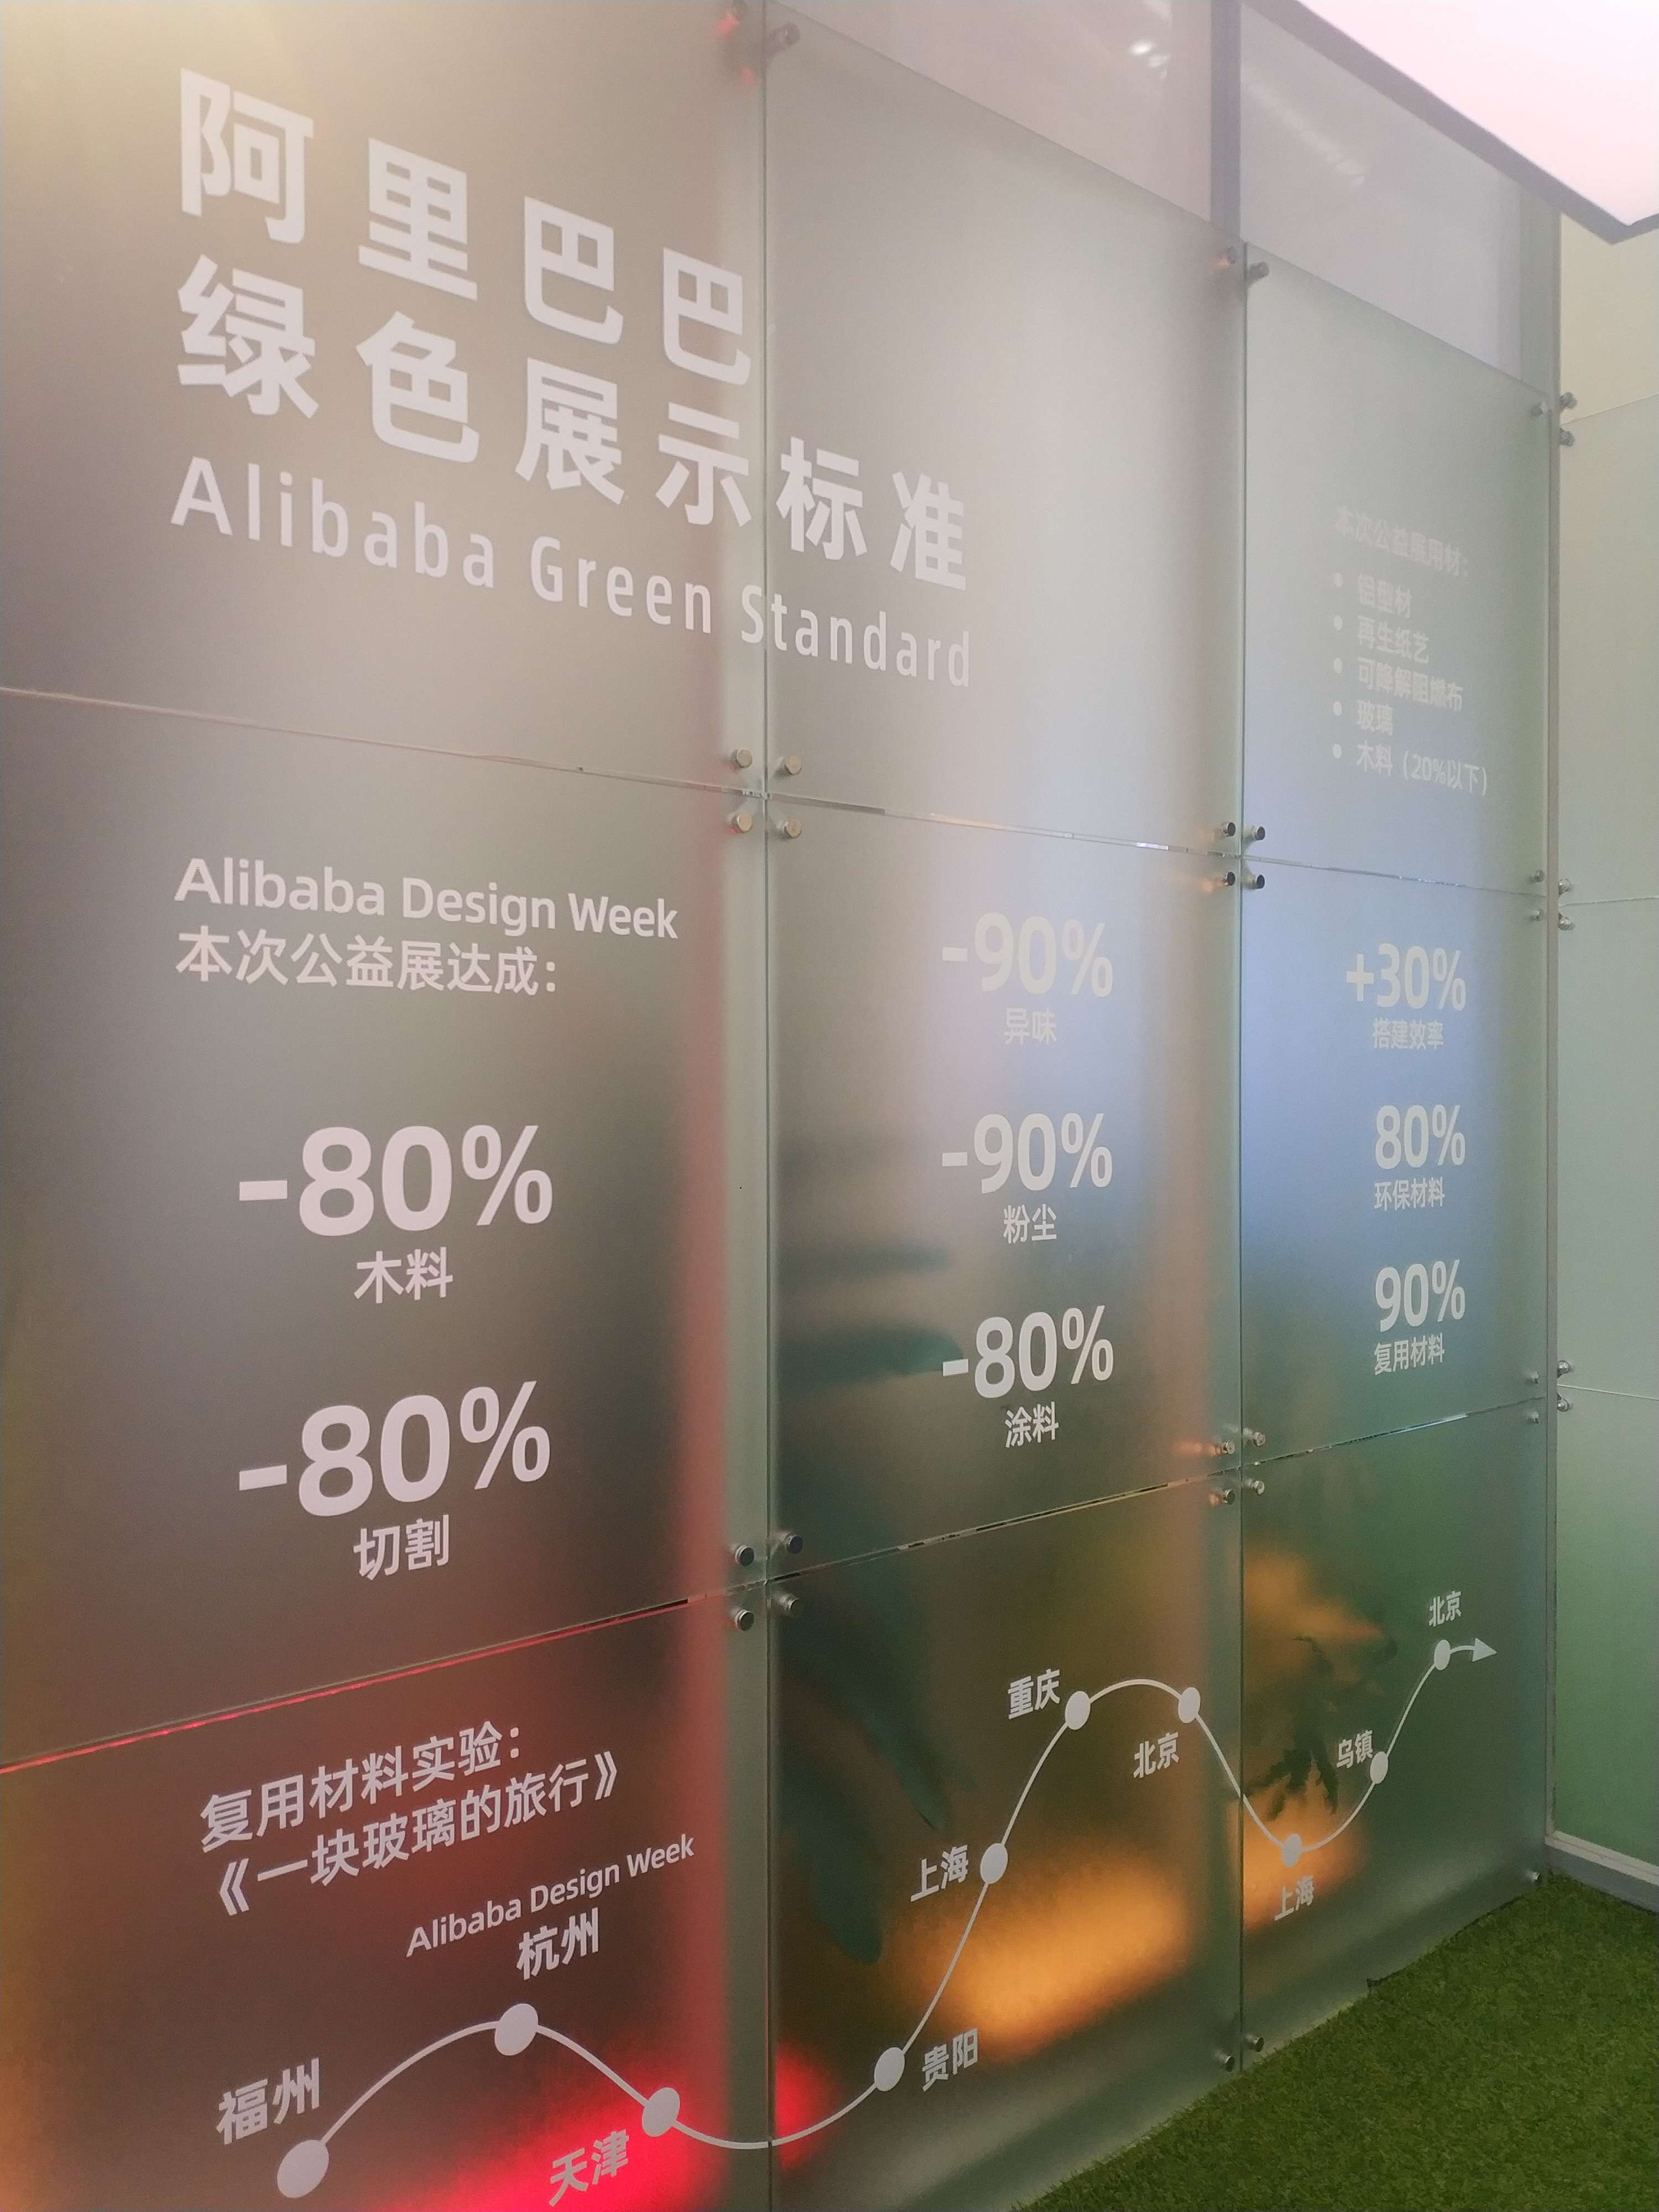 阿里巴巴
绿色展示标准
Alibaba Green Standard
本次公益展用材：
• 铝型材
• 再生纸艺
• 可降解阻燃布
• 玻璃
• 木料（20%以下）
Alibaba Design Week
本次公益展达成：
-80%
木料
-80%
切割
-90%
异味
-90%
粉尘
-80%
涂料
+30%
搭建效率
80%
环保材料
90%
复用材料
复用材料实验：
《一块玻璃的旅行》
福州
Alibaba Design Week
杭州
天津
贵阳
上海
重庆
北京
上海
乌镇
北京